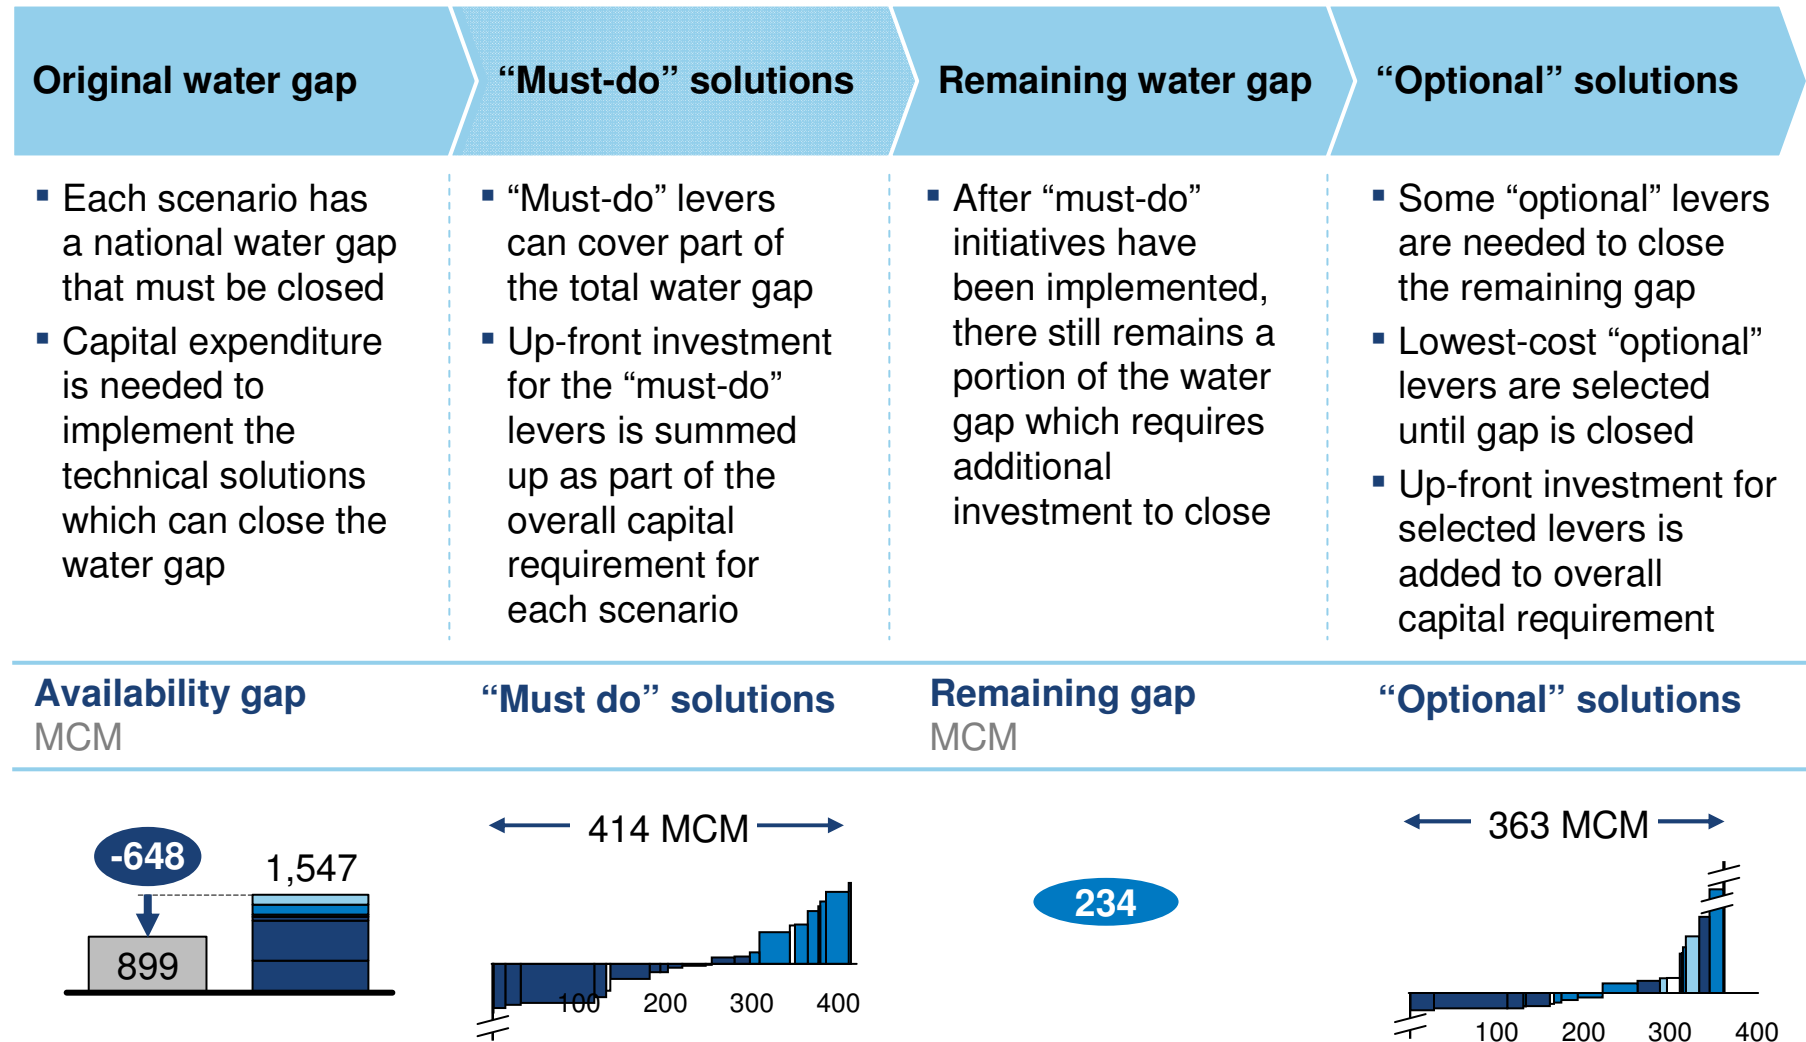 Original water gap
“Must-do” solutions
Remaining water gap
“Optional” solutions
Each scenario has
a national water gap
that must be closed
Capital expenditure
is needed to
implement the
technical solutions
which can close the
water gap
“Must-do” levers
can cover part of
the total water gap
Up-front investment
for the “must-do”
levers is summed
up as part of the
overall capital
requirement for
each scenario
After “must-do”
initiatives have
been implemented,
there still remains a
portion of the water
gap which requires
additional
investment to close
Some “optional” levers
are needed to close
the remaining gap
Lowest-cost “optional”
levers are selected
until gap is closed
Up-front investment for
selected levers is
added to overall
capital requirement
Availability gap
MCM
“Must do” solutions
Remaining gap
MCM
“Optional” solutions
-648
1,547
899
414 MCM
100 200 300 400
234
363 MCM
100 200 300 400